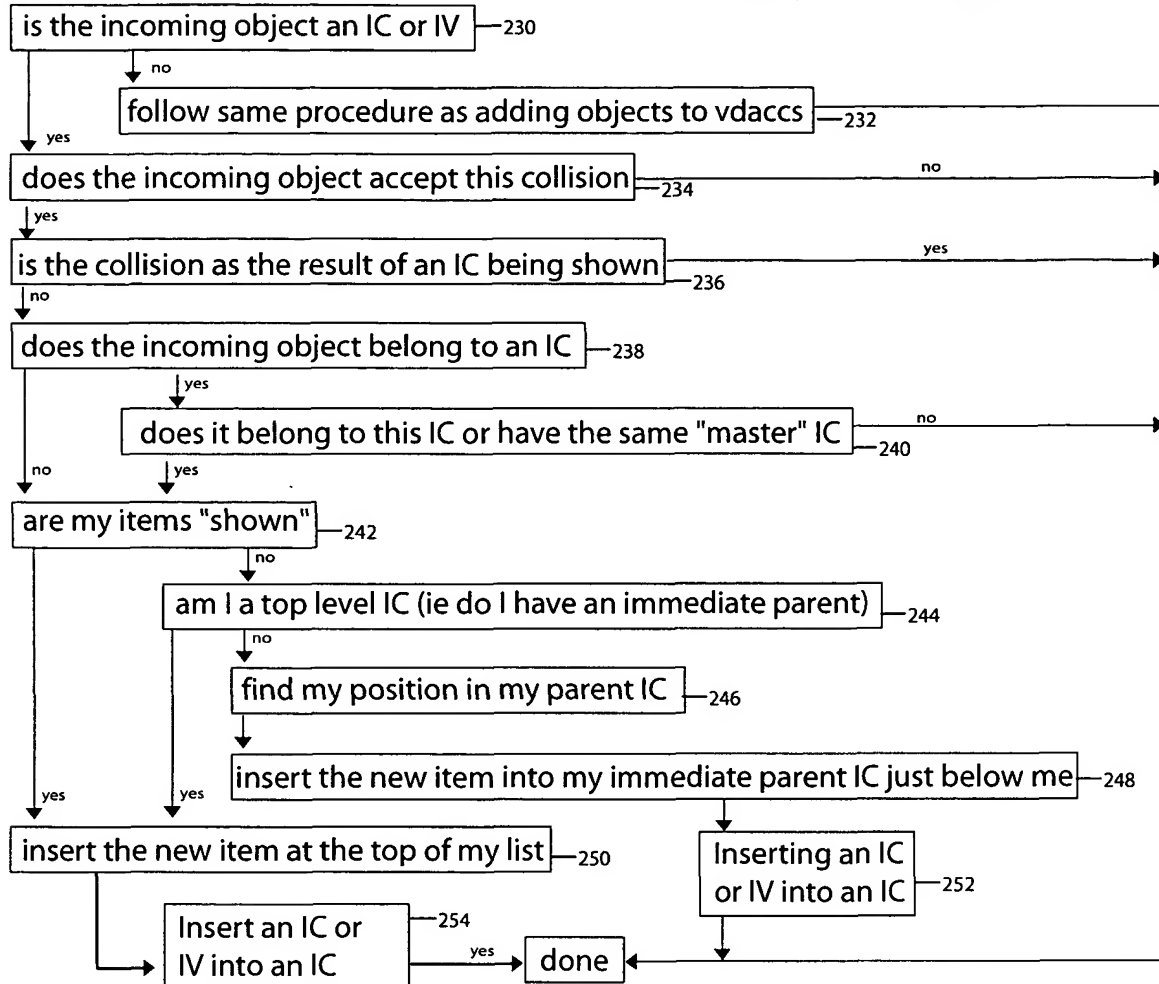 is the incoming object an IC or IV
230
no
follow same procedure as adding objects to vdaccs
232
yes
does the incoming object accept this collision
234
no
yes
is the collision as the result of an IC being shown
236
yes
no
does the incoming object belong to an IC
238
yes
does it belong to this IC or have the same "master" IC
240
no
no
yes
are my items "shown"
242
no
am I a top level IC (ie do I have an immediate parent)
244
no
find my position in my parent IC
246
insert the new item into my immediate parent IC just below me
248
yes
yes
insert the new item at the top of my list
250
Inserting an IC
or IV into an IC
252
Insert an IC or
IV into an IC
254
yes
done